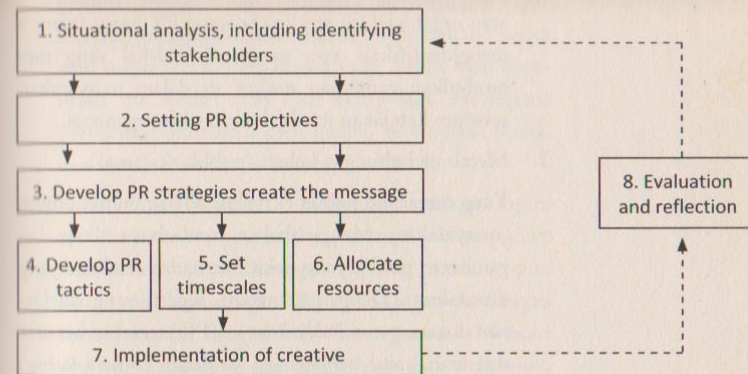 1. Situational analysis, including identifying
stakeholders
2. Setting PR objectives
3. Develop PR strategies create the message
4. Develop PR
tactics
5. Set
timescales
6. Allocate
resources
7. Implementation of creative
8. Evaluation
and reflection